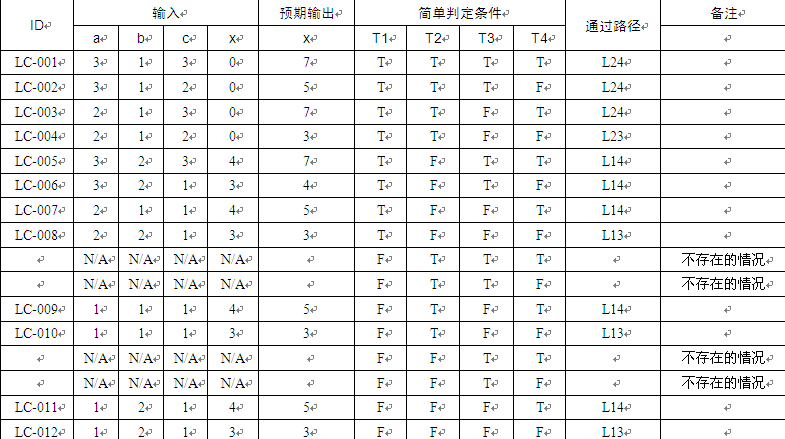 ID 输入 预期输出 简单判定条件 通过路径 备注
a b c x x T1 T2 T3 T4
LC-001 3 1 3 0 7 T T T T L24
LC-002 3 1 2 0 5 T T T F L24
LC-003 2 1 3 0 7 T T F T L24
LC-004 2 1 2 0 3 T T F F L23
LC-005 3 2 3 4 7 T F T T L14
LC-006 3 2 1 3 4 T F T F L14
LC-007 2 1 1 4 5 T F F T L14
LC-008 2 2 1 3 3 T F F F L13
N/A N/A N/A N/A F T T T 不存在的情况
N/A N/A N/A N/A F T T F 不存在的情况
LC-009 1 1 1 4 5 F T F T L14
LC-010 1 1 1 3 3 F T F F L13
N/A N/A N/A N/A F F T T 不存在的情况
N/A N/A N/A N/A F F T F 不存在的情况
LC-011 1 2 1 4 5 F F F T L14
LC-012 1 2 1 3 3 F F F F L13